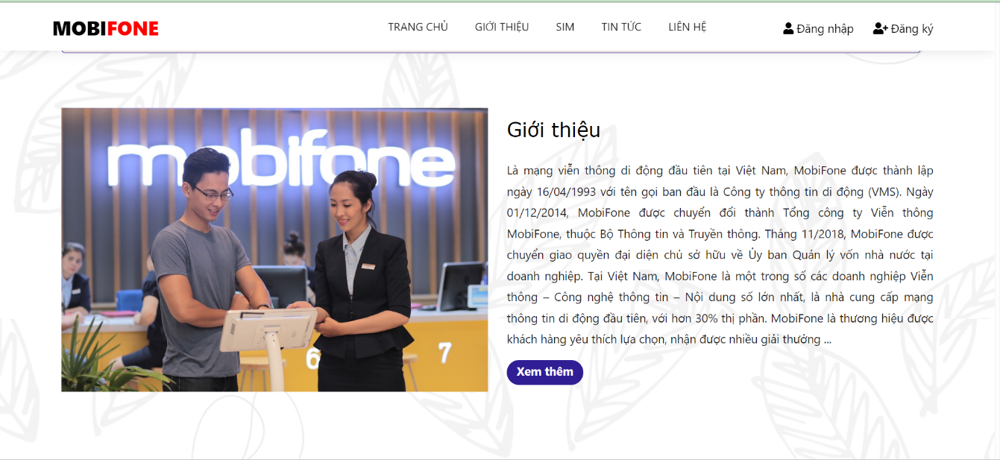 MOBIFONE
TRANG CHỦ
GIỚI THIỆU
SIM
TIN TỨC
LIÊN HỆ
Đăng nhập
Đăng ký
mobifone
6
7
Giới thiệu
Là mạng viễn thông di động đầu tiên tại Việt Nam, MobiFone được thành lập
ngày 16/04/1993 với tên gọi ban đầu là Công ty thông tin di động (VMS). Ngày
01/12/2014, MobiFone được chuyển đổi thành Tổng công ty Viễn thông
MobiFone, thuộc Bộ Thông tin và Truyền thông. Tháng 11/2018, MobiFone được
chuyển giao quyền đại diện chủ sở hữu về Ủy ban Quản lý vốn nhà nước tại
doanh nghiệp. Tại Việt Nam, MobiFone là một trong số các doanh nghiệp Viễn
thông – Công nghệ thông tin – Nội dung số lớn nhất, là nhà cung cấp mạng
thông tin di động đầu tiên, với hơn 30% thị phần. MobiFone là thương hiệu được
khách hàng yêu thích lựa chọn, nhận được nhiều giải thưởng ...
Xem thêm